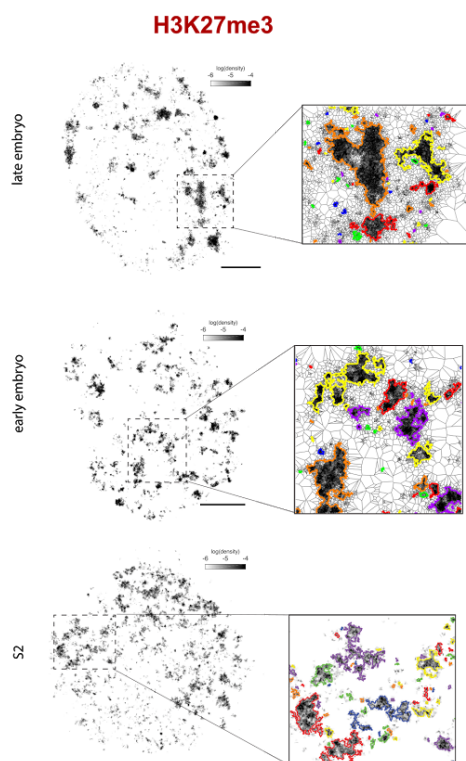 H3K27me3
log(density)
-6 -5 -4
late embryo
log(density)
-6 -5 -4
early embryo
log(density)
-6 -5 -4
S2